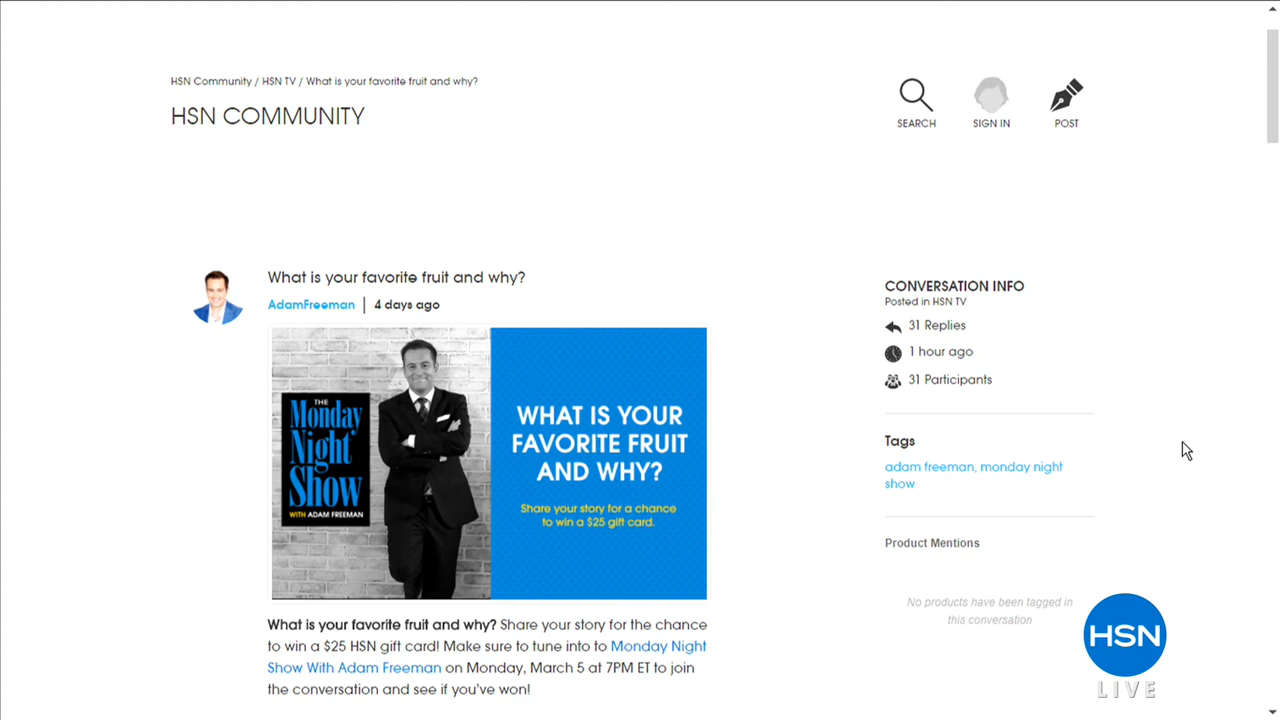 HSN Community / HSN TV / What is your favorite fruit and why?
HSN COMMUNITY
SEARCH
SIGN IN
POST
What is your favorite fruit and why?
AdamFreeman | 4 days ago
THE
Monday
Night
Show
WITH ADAM FREEMAN
WHAT IS YOUR
FAVORITE FRUIT
AND WHY?
Share your story for a chance
to win a $25 gift card.
What is your favorite fruit and why? Share your story for the chance
to win a $25 HSN gift card! Make sure to tune into to Monday Night
Show With Adam Freeman on Monday, March 5 at 7PM ET to join
the conversation and see if you've won!
CONVERSATION INFO
Posted in HSN TV
31 Replies
1 hour ago
31 Participants
Tags
adam freeman, monday night
show
Product Mentions
No products have been tagged in
this conversation
HSN
LIVE